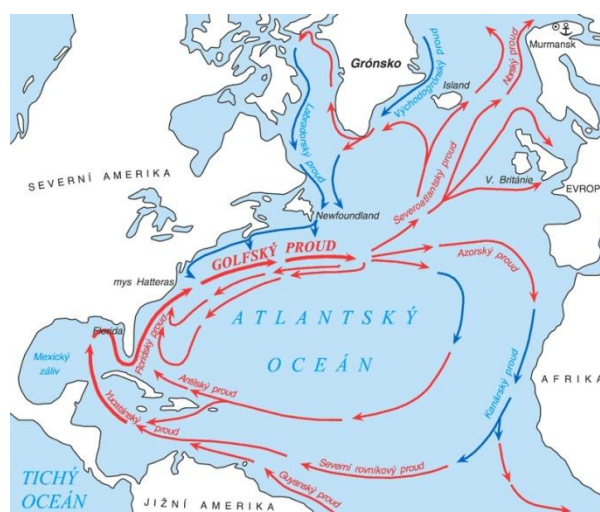 Grónsko
Murmansk
Norský proud
Island
Východogrónský proud
Labradorský proud
SEVERNÍ AMERIKA
V. Británie
EVROP
Severoatlantský proud
Newfoundland
GOLFSKÝ PROUD
Azorský proud
mys Hatteras
ATLANTSKÝ
OCEÁN
Florida
Floridský proud
Mexický
záliv
Antilský proud
Kanárský proud
AFRIKA
Yucatánský proud
Severní rovníkový proud
Guyanský proud
TICHÝ
OCEÁN
JIŽNÍ AMERIKA